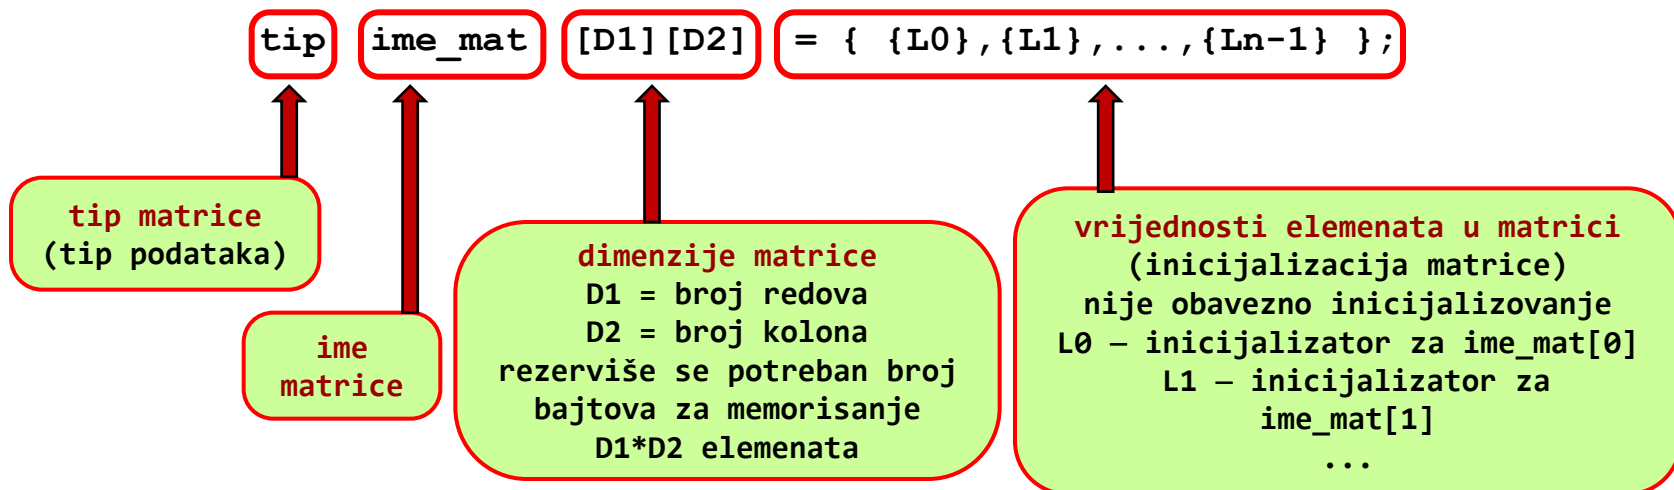 tip ime_mat [D1][D2] = { {L0},{L1},...,{Ln-1} };
tip matrice
(tip podataka)
ime
matrice
dimenzije matrice
D1 = broj redova
D2 = broj kolona
rezerviše se potreban broj
bajtova za memorisanje
D1*D2 elemenata
vrijednosti elemenata u matrici
(inicijalizacija matrice)
nije obavezno inicijalizovanje
L0 – inicijalizator za ime_mat[0]
L1 – inicijalizator za
ime_mat[1]
...